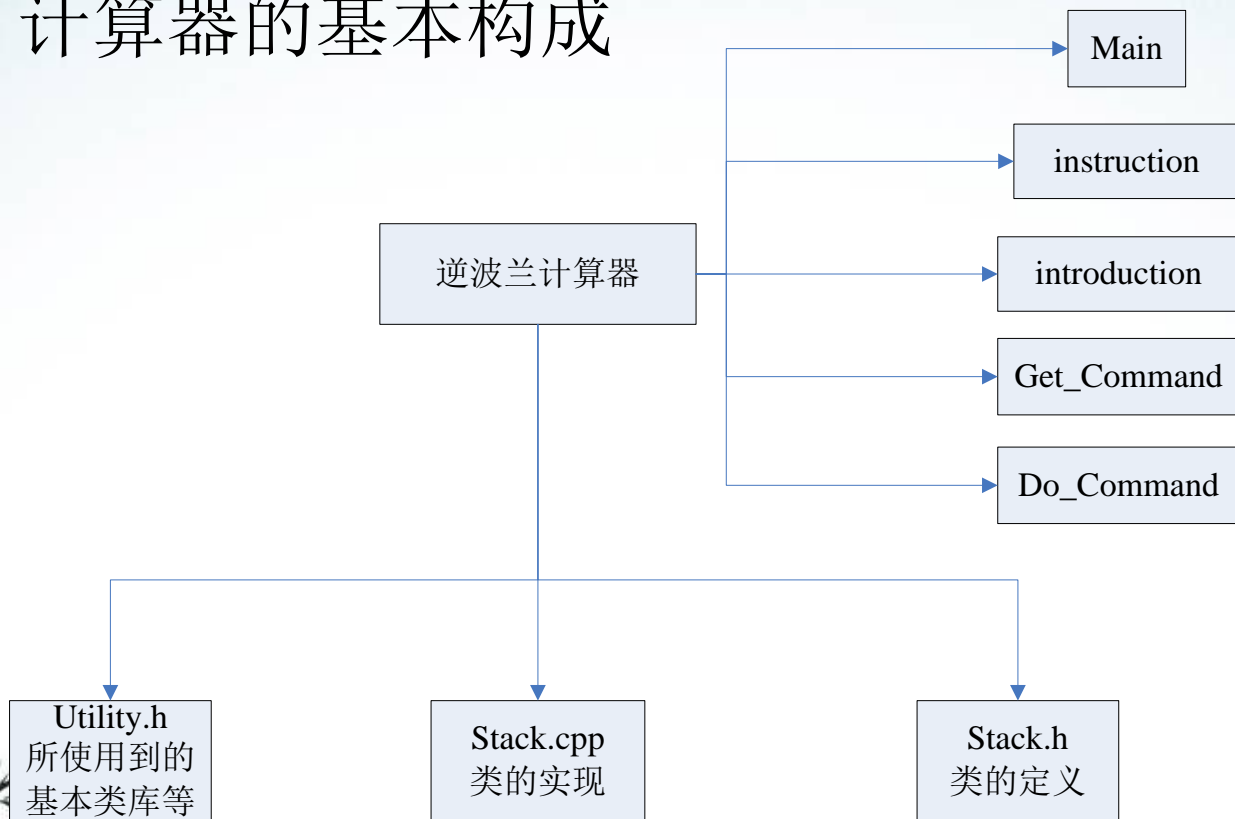 计算器的基本构成
Main
instruction
逆波兰计算器
introduction
Get_Command
Do_Command
Utility.h
所使用到的
基本类库等
Stack.cpp
类的实现
Stack.h
类的定义